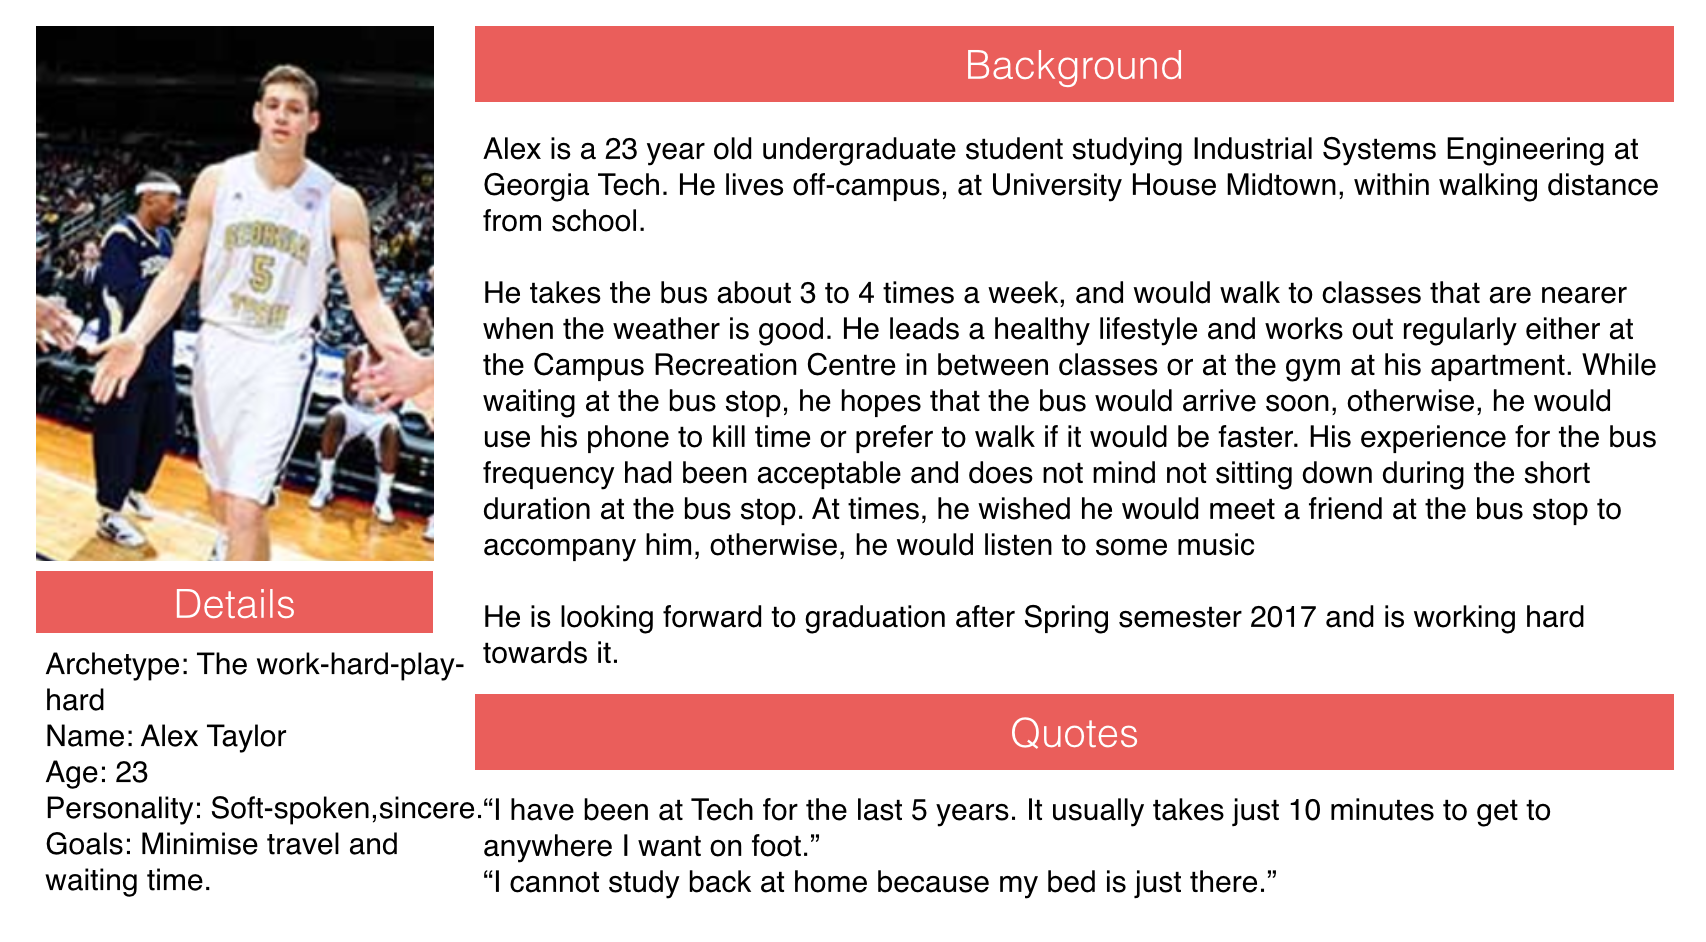 GEORGIA
5
TECH
Details
Archetype: The work-hard-play-
hard
Name: Alex Taylor
Age: 23
Personality: Soft-spoken,sincere.
Goals: Minimise travel and
waiting time.
Background
Alex is a 23 year old undergraduate student studying Industrial Systems Engineering at
Georgia Tech. He lives off-campus, at University House Midtown, within walking distance
from school.
He takes the bus about 3 to 4 times a week, and would walk to classes that are nearer
when the weather is good. He leads a healthy lifestyle and works out regularly either at
the Campus Recreation Centre in between classes or at the gym at his apartment. While
waiting at the bus stop, he hopes that the bus would arrive soon, otherwise, he would
use his phone to kill time or prefer to walk if it would be faster. His experience for the bus
frequency had been acceptable and does not mind not sitting down during the short
duration at the bus stop. At times, he wished he would meet a friend at the bus stop to
accompany him, otherwise, he would listen to some music
He is looking forward to graduation after Spring semester 2017 and is working hard
towards it.
Quotes
“I have been at Tech for the last 5 years. It usually takes just 10 minutes to get to
anywhere I want on foot.”
“I cannot study back at home because my bed is just there.”